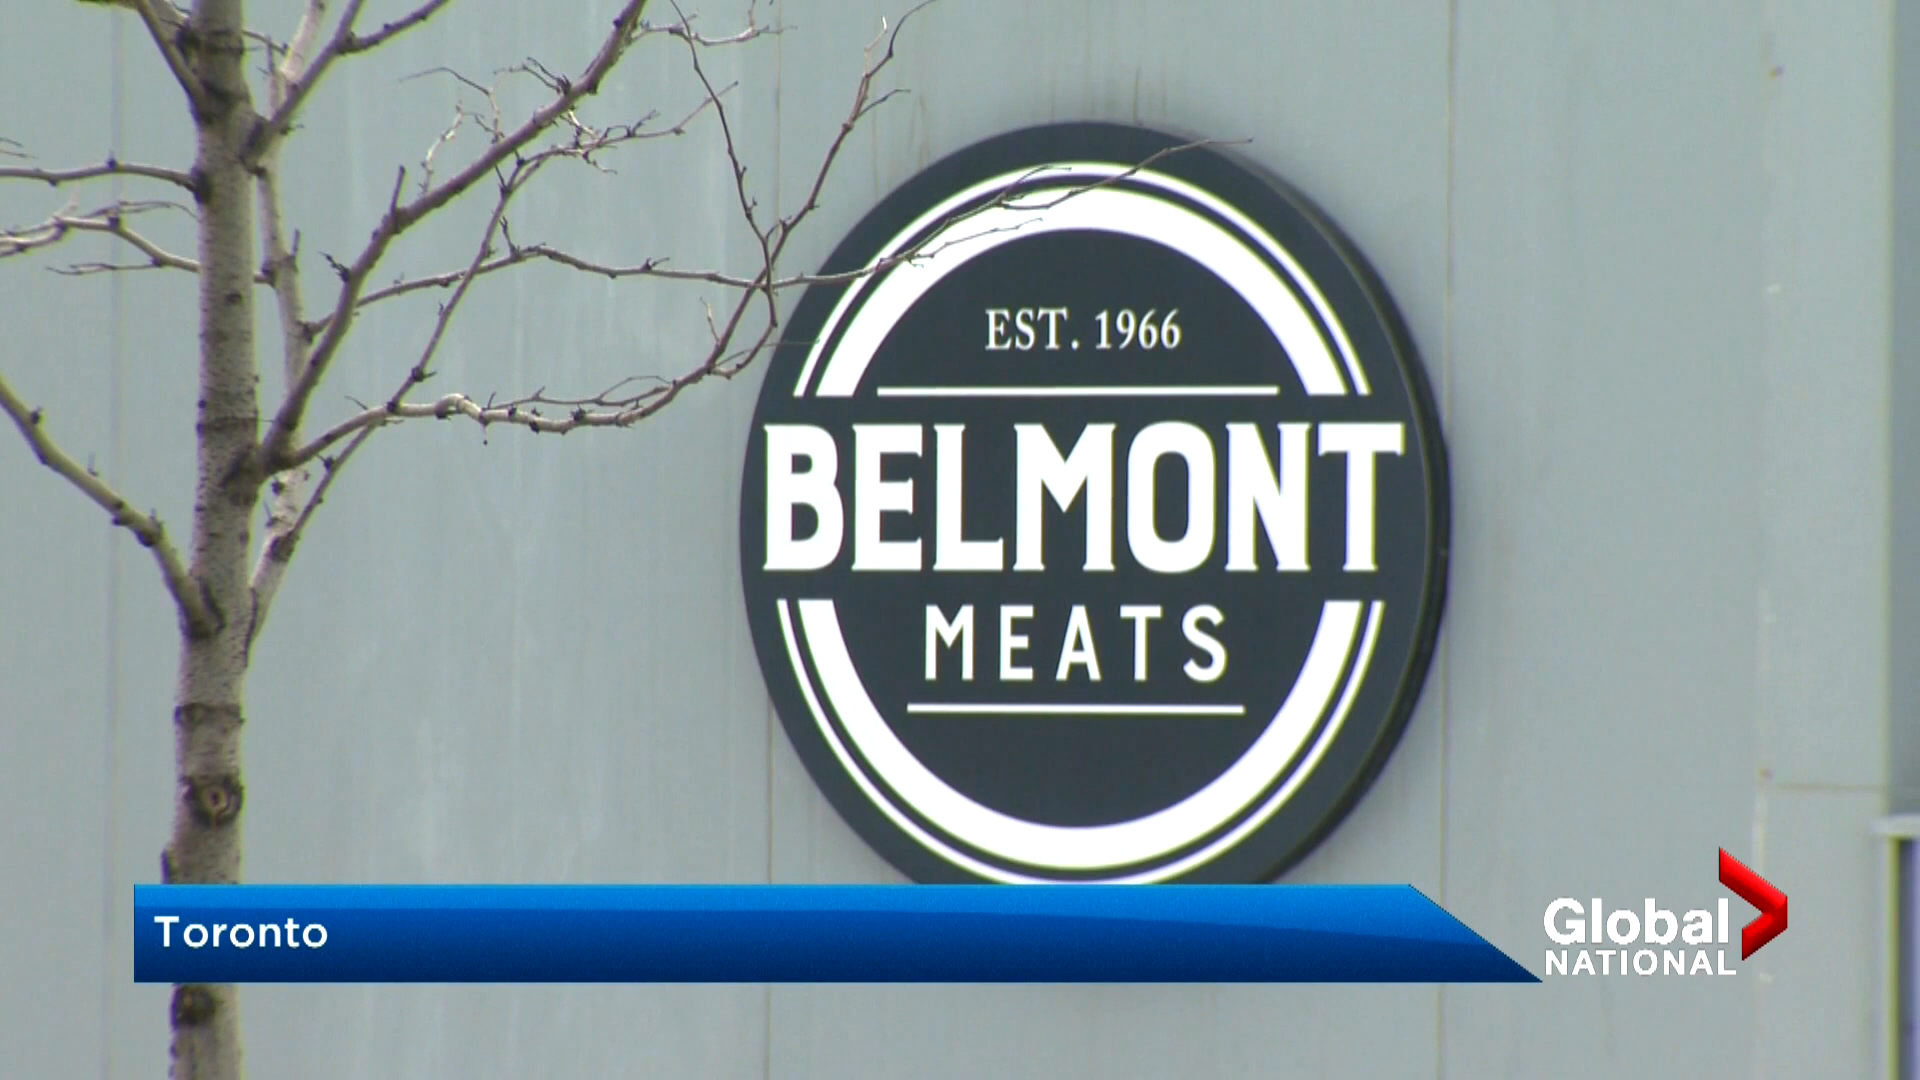 EST. 1966
BELMONT
MEATS
Toronto
Global
NATIONAL